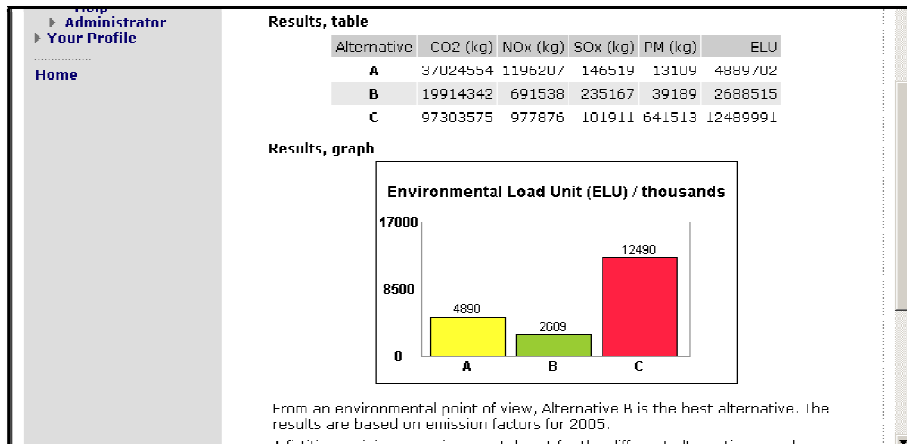 Help
Administrator
Your Profile
Home
Results, table
Alternative CO2 (kg) NOx (kg) SOx (kg) PM (kg) ELU
A 37024554 1196207 146519 13109 4889702
B 19914342 691538 235167 39189 2688515
C 97303575 977876 101911 641513 12489991
Results, graph
Environmental Load Unit (ELU) / thousands
17000
8500
0
4890
2689
12490
A B C
From an environmental point of view, Alternative B is the best alternative. The
results are based on emission factors for 2005.